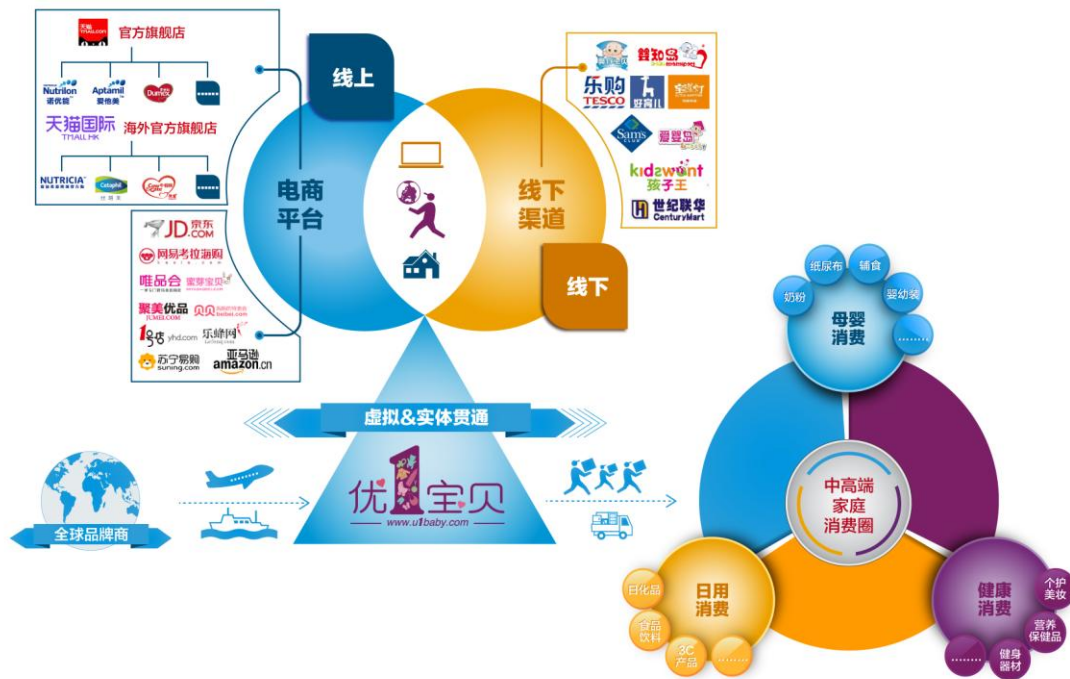 天猫
TMALL.COM
官方旗舰店
Nutrilon
诺优能
Aptamil
爱他美
Dumex
......
天猫国际
TMALL HK
海外官方旗舰店
NUTRICIA
Cetaphil
Cow&Gate
......
JD.COM
京东
网易考拉海购
唯品会
蜜芽宝贝
聚美优品
JUMEI.COM
贝贝
beibei.com
1号店
yhd.com
乐蜂网
苏宁易购
suning.com
亚马逊
amazon.cn
线上
电商
平台
线下
渠道
线下
乐购
TESCO
好育儿
Sam's
CLUB
爱婴岛
kidswant
孩子王
世纪联华
CenturyMart
虚拟&实体贯通
优1宝贝
www.u1baby.com
全球品牌商
奶粉
纸尿布
辅食
婴幼装
........
母婴
消费
中高端
家庭
消费圈
日用
消费
日化品
食品
饮料
3C
产品
........
健康
消费
个护
美妆
营养
保健品
健身
器材
........